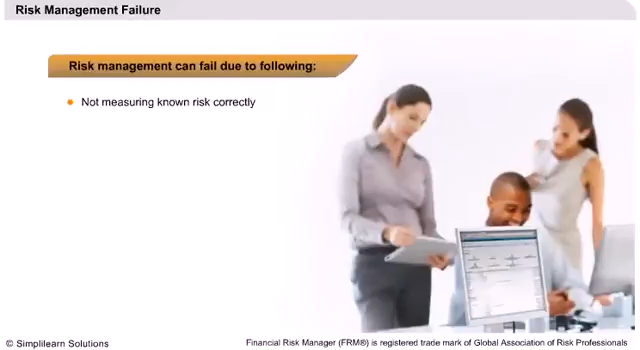 Risk Management Failure
Risk management can fail due to following:
Not measuring known risk correctly
© Simplilearn Solutions
Financial Risk Manager (FRM®) is registered trade mark of Global Association of Risk Professionals